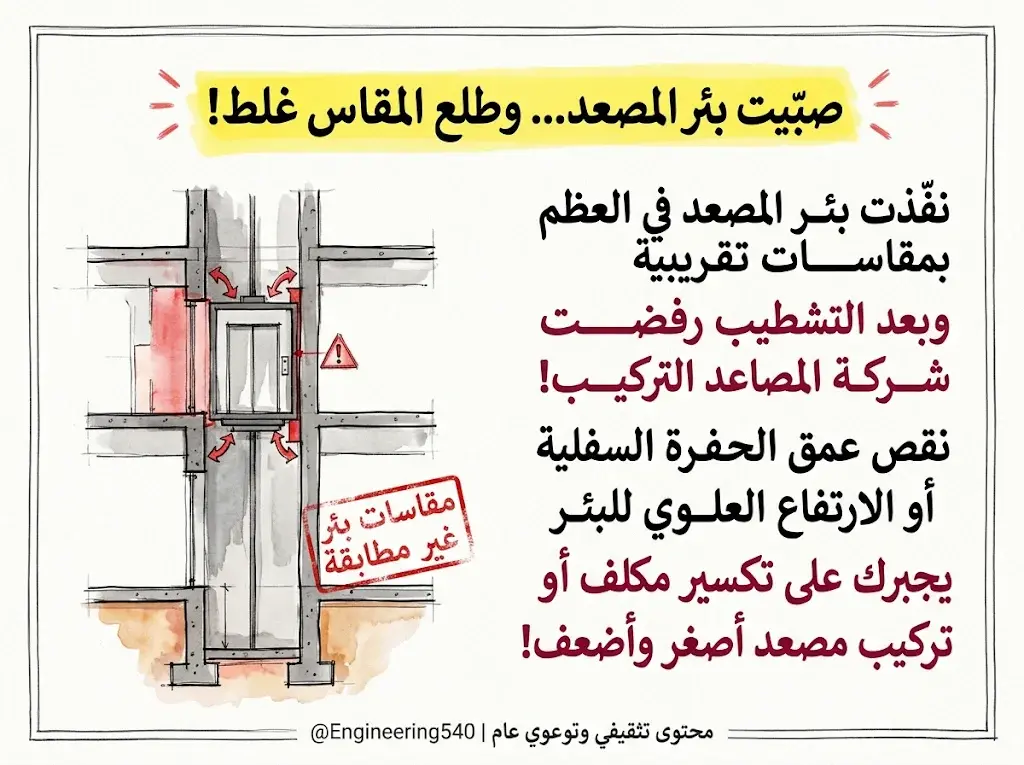 صبّيت بئر المصعد... وطلع المقاس غلط!
نفّذت بئر المصعد في العظم
بمقاسات تقريبية
وبعد التشطيب رفضت
شركة المصاعد التركيب!
نقص عمق الحفرة السفلية
أو الارتفاع العلوي للبئر
يجبرك على تكسير مكلف أو
تركيب مصعد أصغر وأضعف!
!
مقاسات بئر
غير مطابقة
محتوى تثقيفي وتوعوي عام | @Engineering540